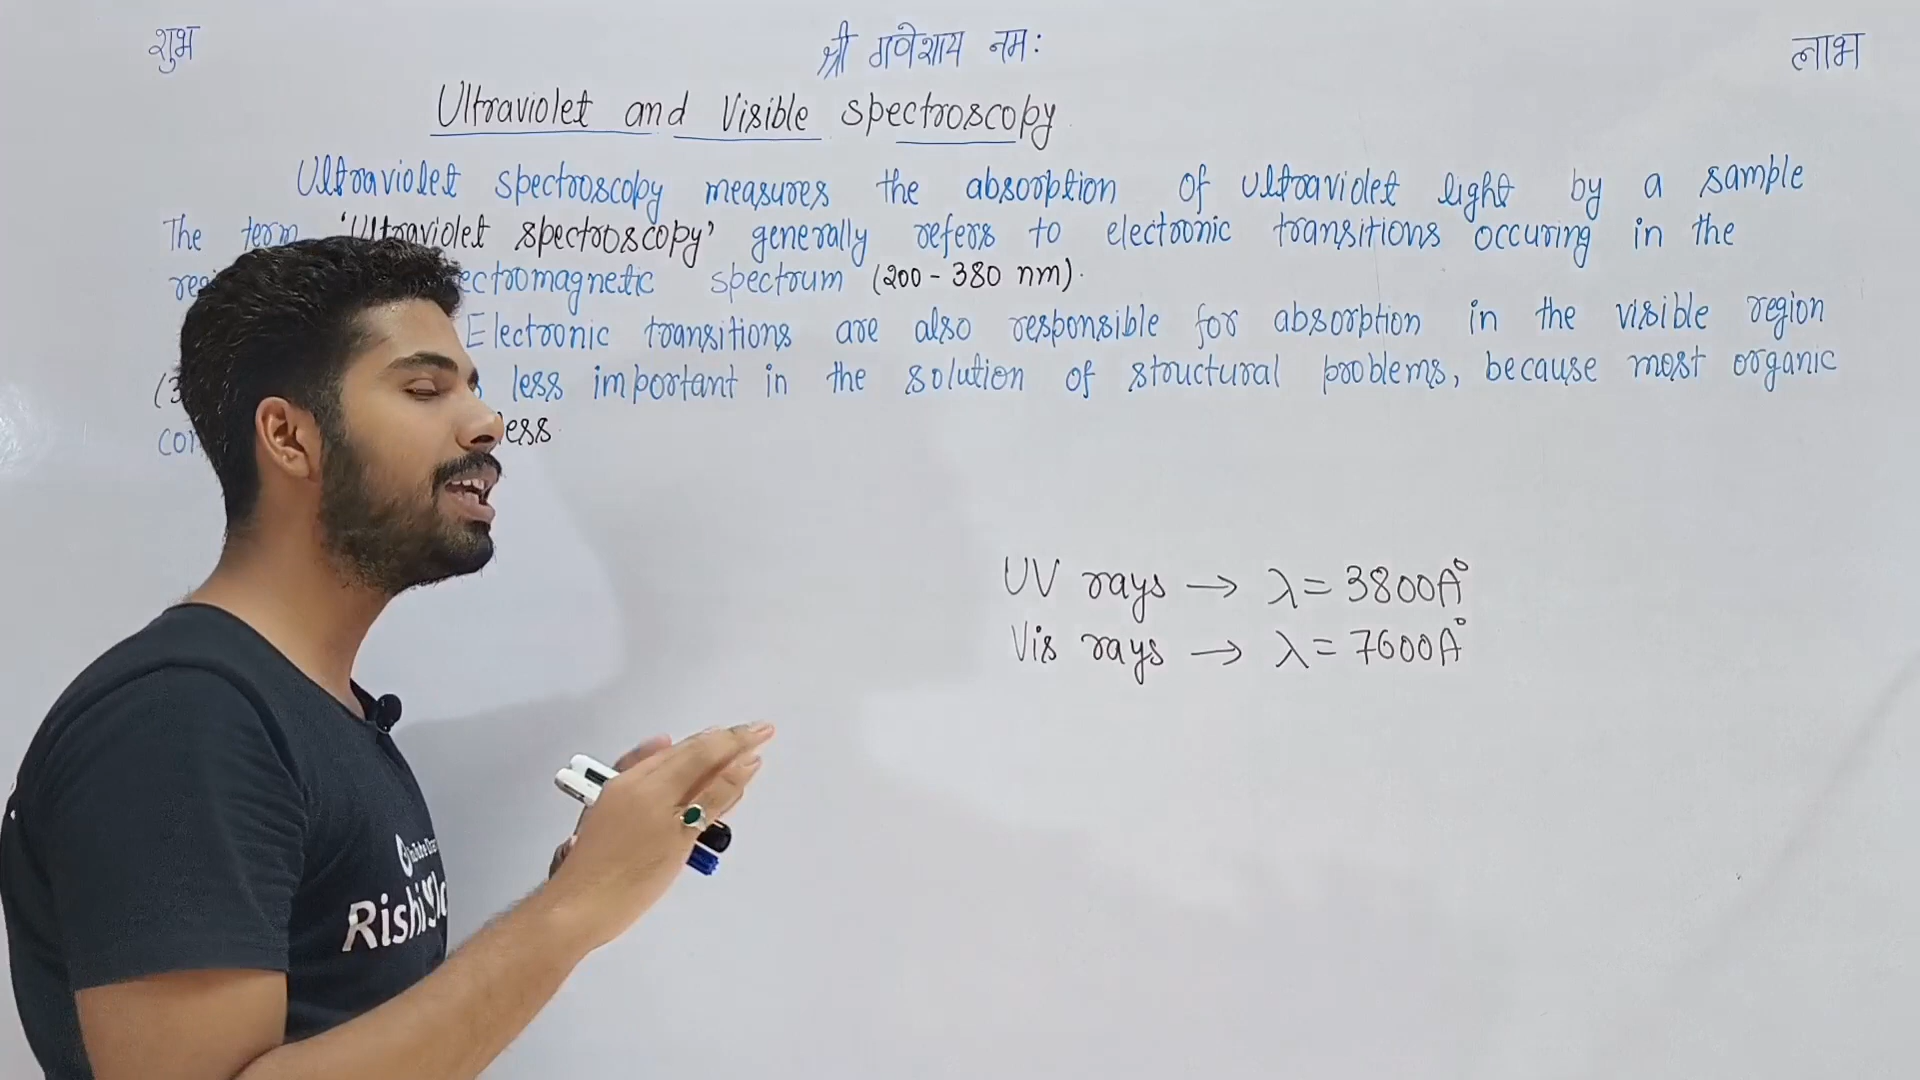 शुभ श्री गणेशाय नमः लाभ
Ultraviolet and Visible spectroscopy
Ultraviolet spectroscopy measures the absorption of ultraviolet light by a sample
The term 'Ultraviolet spectroscopy' generally refers to electronic transitions occuring in the
ectromagnetic spectrum (200 - 380 nm).
Electronic transitions are also responsible for absorption in the visible region
less important in the solution of structural problems, because most organic
ess.
UV rays → λ = 3800A°
Vis rays → λ = 7600A°
Rishi